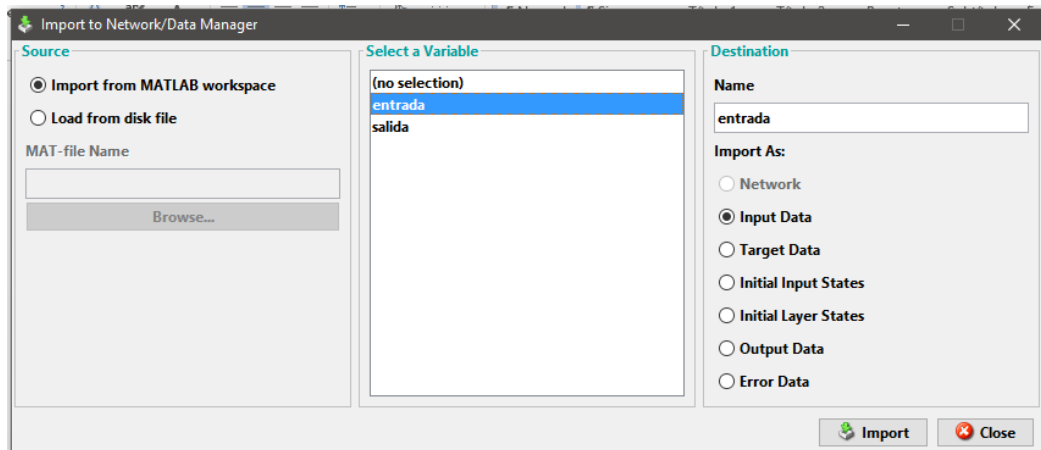 Import to Network/Data Manager
Source
Import from MATLAB workspace
Load from disk file
MAT-file Name
Browse...
Select a Variable
(no selection)
entrada
salida
Destination
Name
entrada
Import As:
Network
Input Data
Target Data
Initial Input States
Initial Layer States
Output Data
Error Data
Import
Close